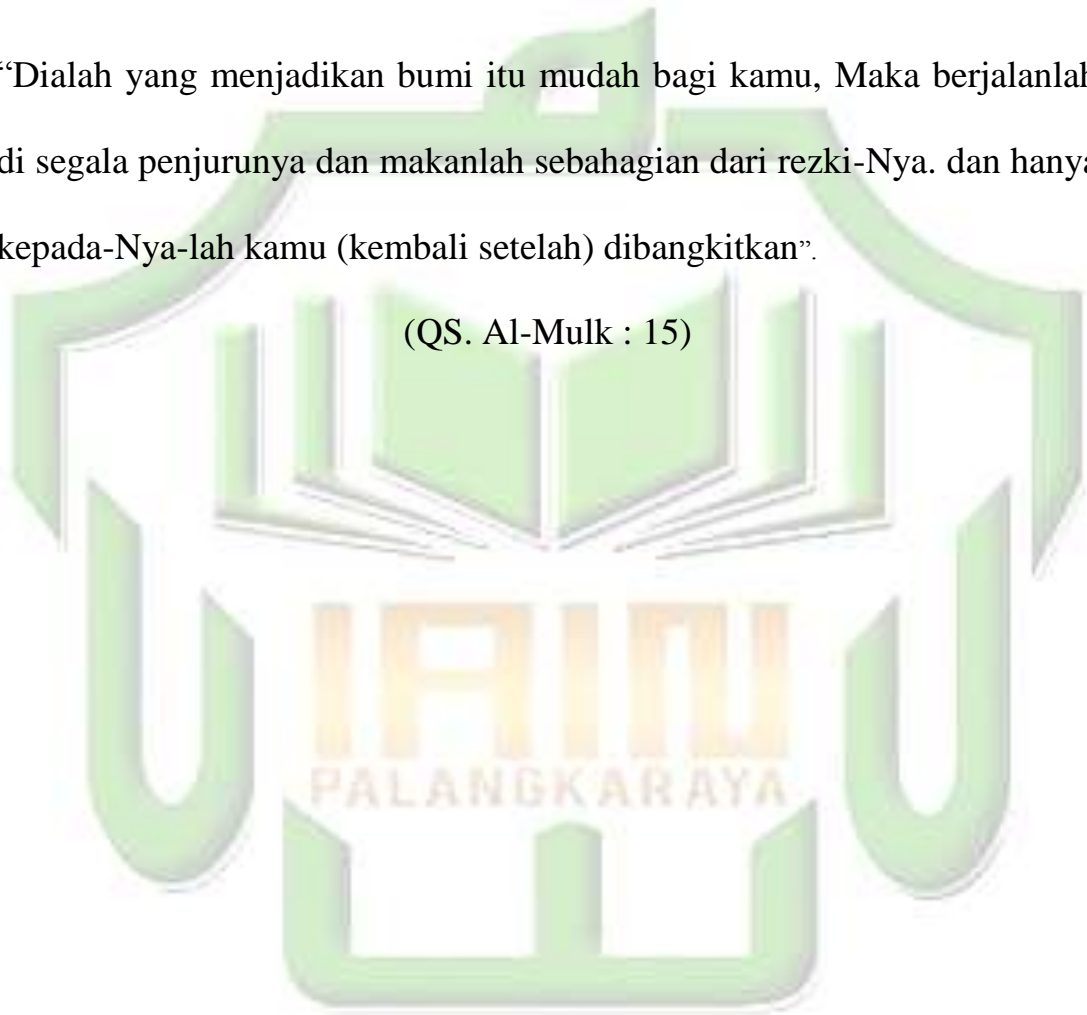 “Dialah yang menjadikan bumi itu mudah bagi kamu, Maka berjalanlah
di segala penjurunya dan makanlah sebahagian dari rezki-Nya. dan hanya
kepada-Nya-lah kamu (kembali setelah) dibangkitkan”.
(QS. Al-Mulk : 15)
IAIN
PALANGKARAYA